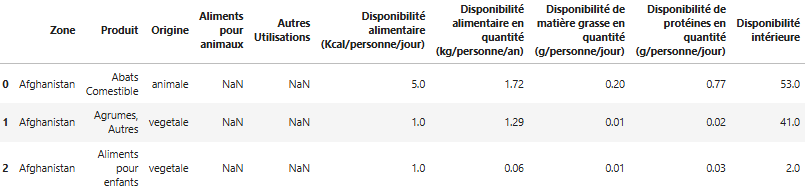 Zone Produit Origine Aliments pour animaux Autres Utilisations Disponibilité alimentaire (Kcal/personne/jour) Disponibilité alimentaire en quantité (kg/personne/an) Disponibilité de matière grasse en quantité (g/personne/jour) Disponibilité de protéines en quantité (g/personne/jour) Disponibilité intérieure
0 Afghanistan Abats Comestible animale NaN NaN 5.0 1.72 0.20 0.77 53.0
1 Afghanistan Agrumes, Autres vegetale NaN NaN 1.0 1.29 0.01 0.02 41.0
2 Afghanistan Aliments pour enfants vegetale NaN NaN 1.0 0.06 0.01 0.03 2.0